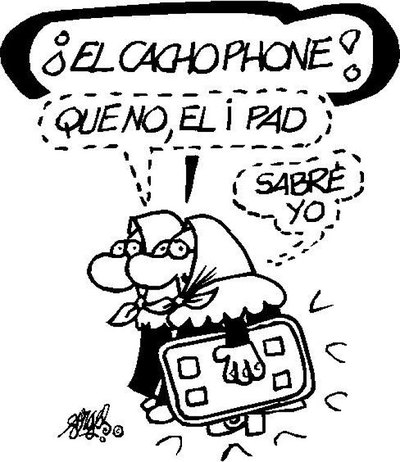 ¡EL CACHOPHONE!
QUE NO, EL i PAD
SABRÉ
YO